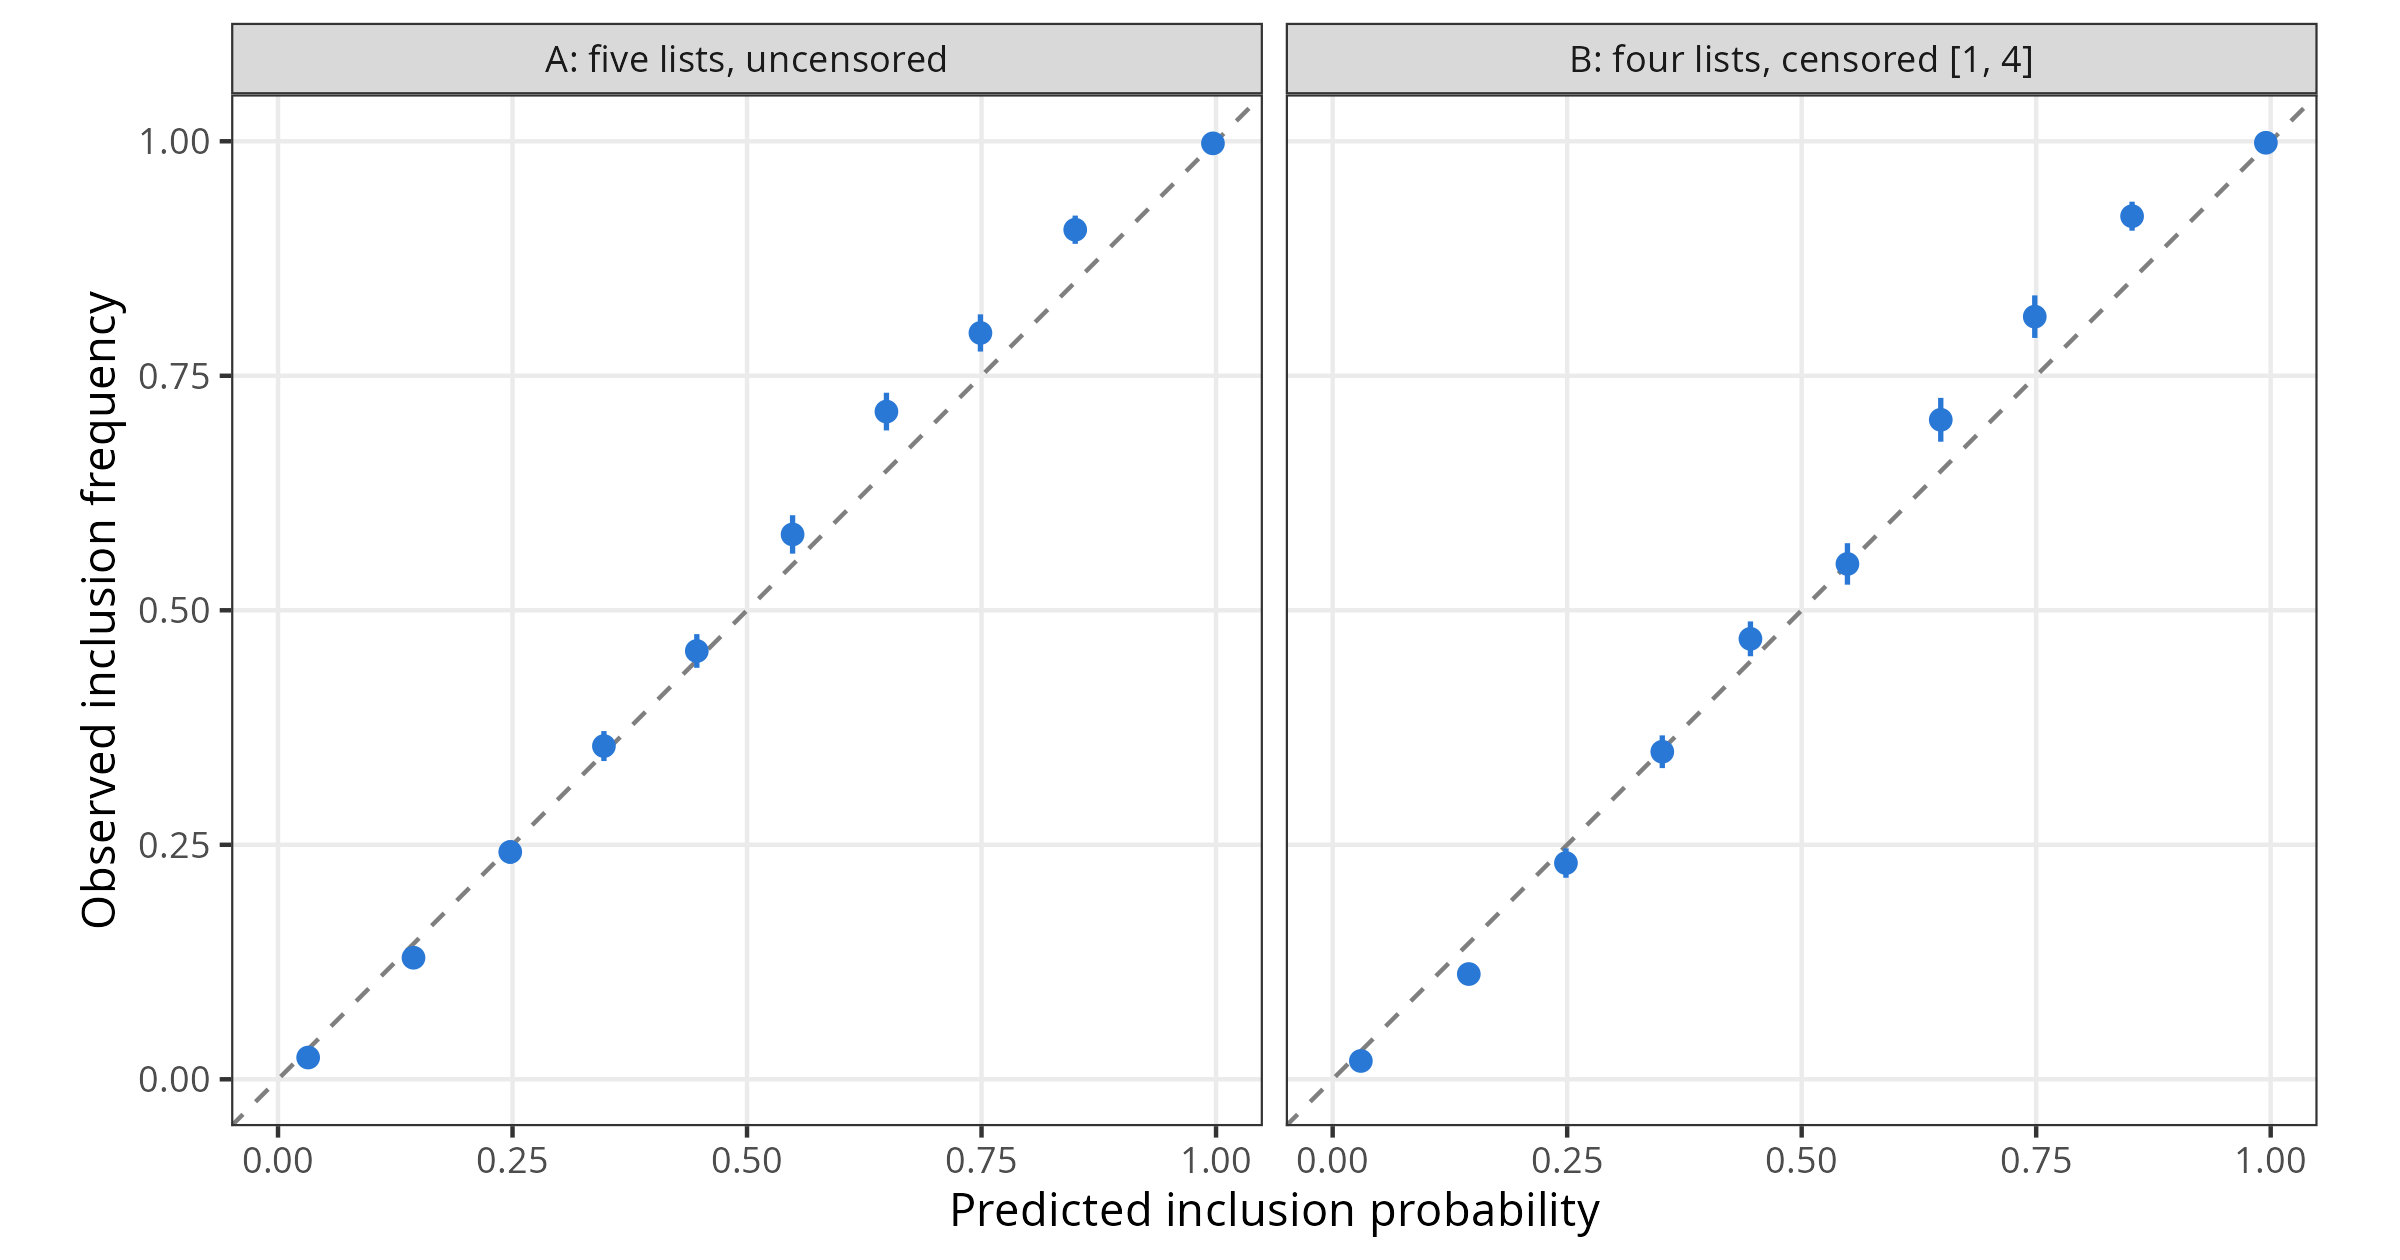 A: five lists, uncensored
B: four lists, censored [1, 4]
Observed inclusion frequency
1.00
0.75
0.50
0.25
0.00
0.00 0.25 0.50 0.75 1.00
0.00 0.25 0.50 0.75 1.00
Predicted inclusion probability